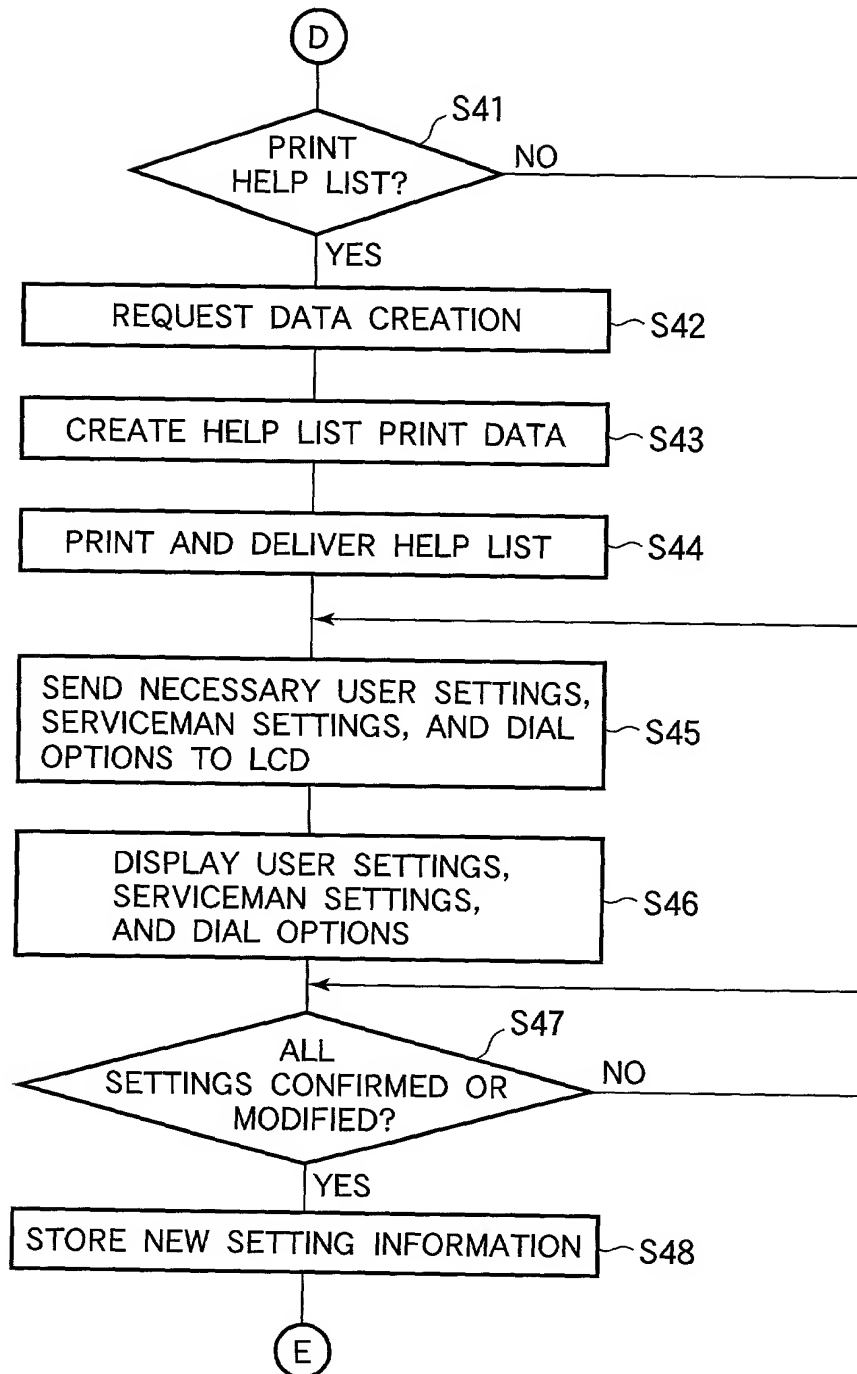 D
S41
PRINT
HELP LIST?
NO
YES
REQUEST DATA CREATION
S42
CREATE HELP LIST PRINT DATA
S43
PRINT AND DELIVER HELP LIST
S44
SEND NECESSARY USER SETTINGS,
SERVICEMAN SETTINGS, AND DIAL
OPTIONS TO LCD
S45
DISPLAY USER SETTINGS,
SERVICEMAN SETTINGS,
AND DIAL OPTIONS
S46
S47
ALL
SETTINGS CONFIRMED OR
MODIFIED?
NO
YES
STORE NEW SETTING INFORMATION
S48
E